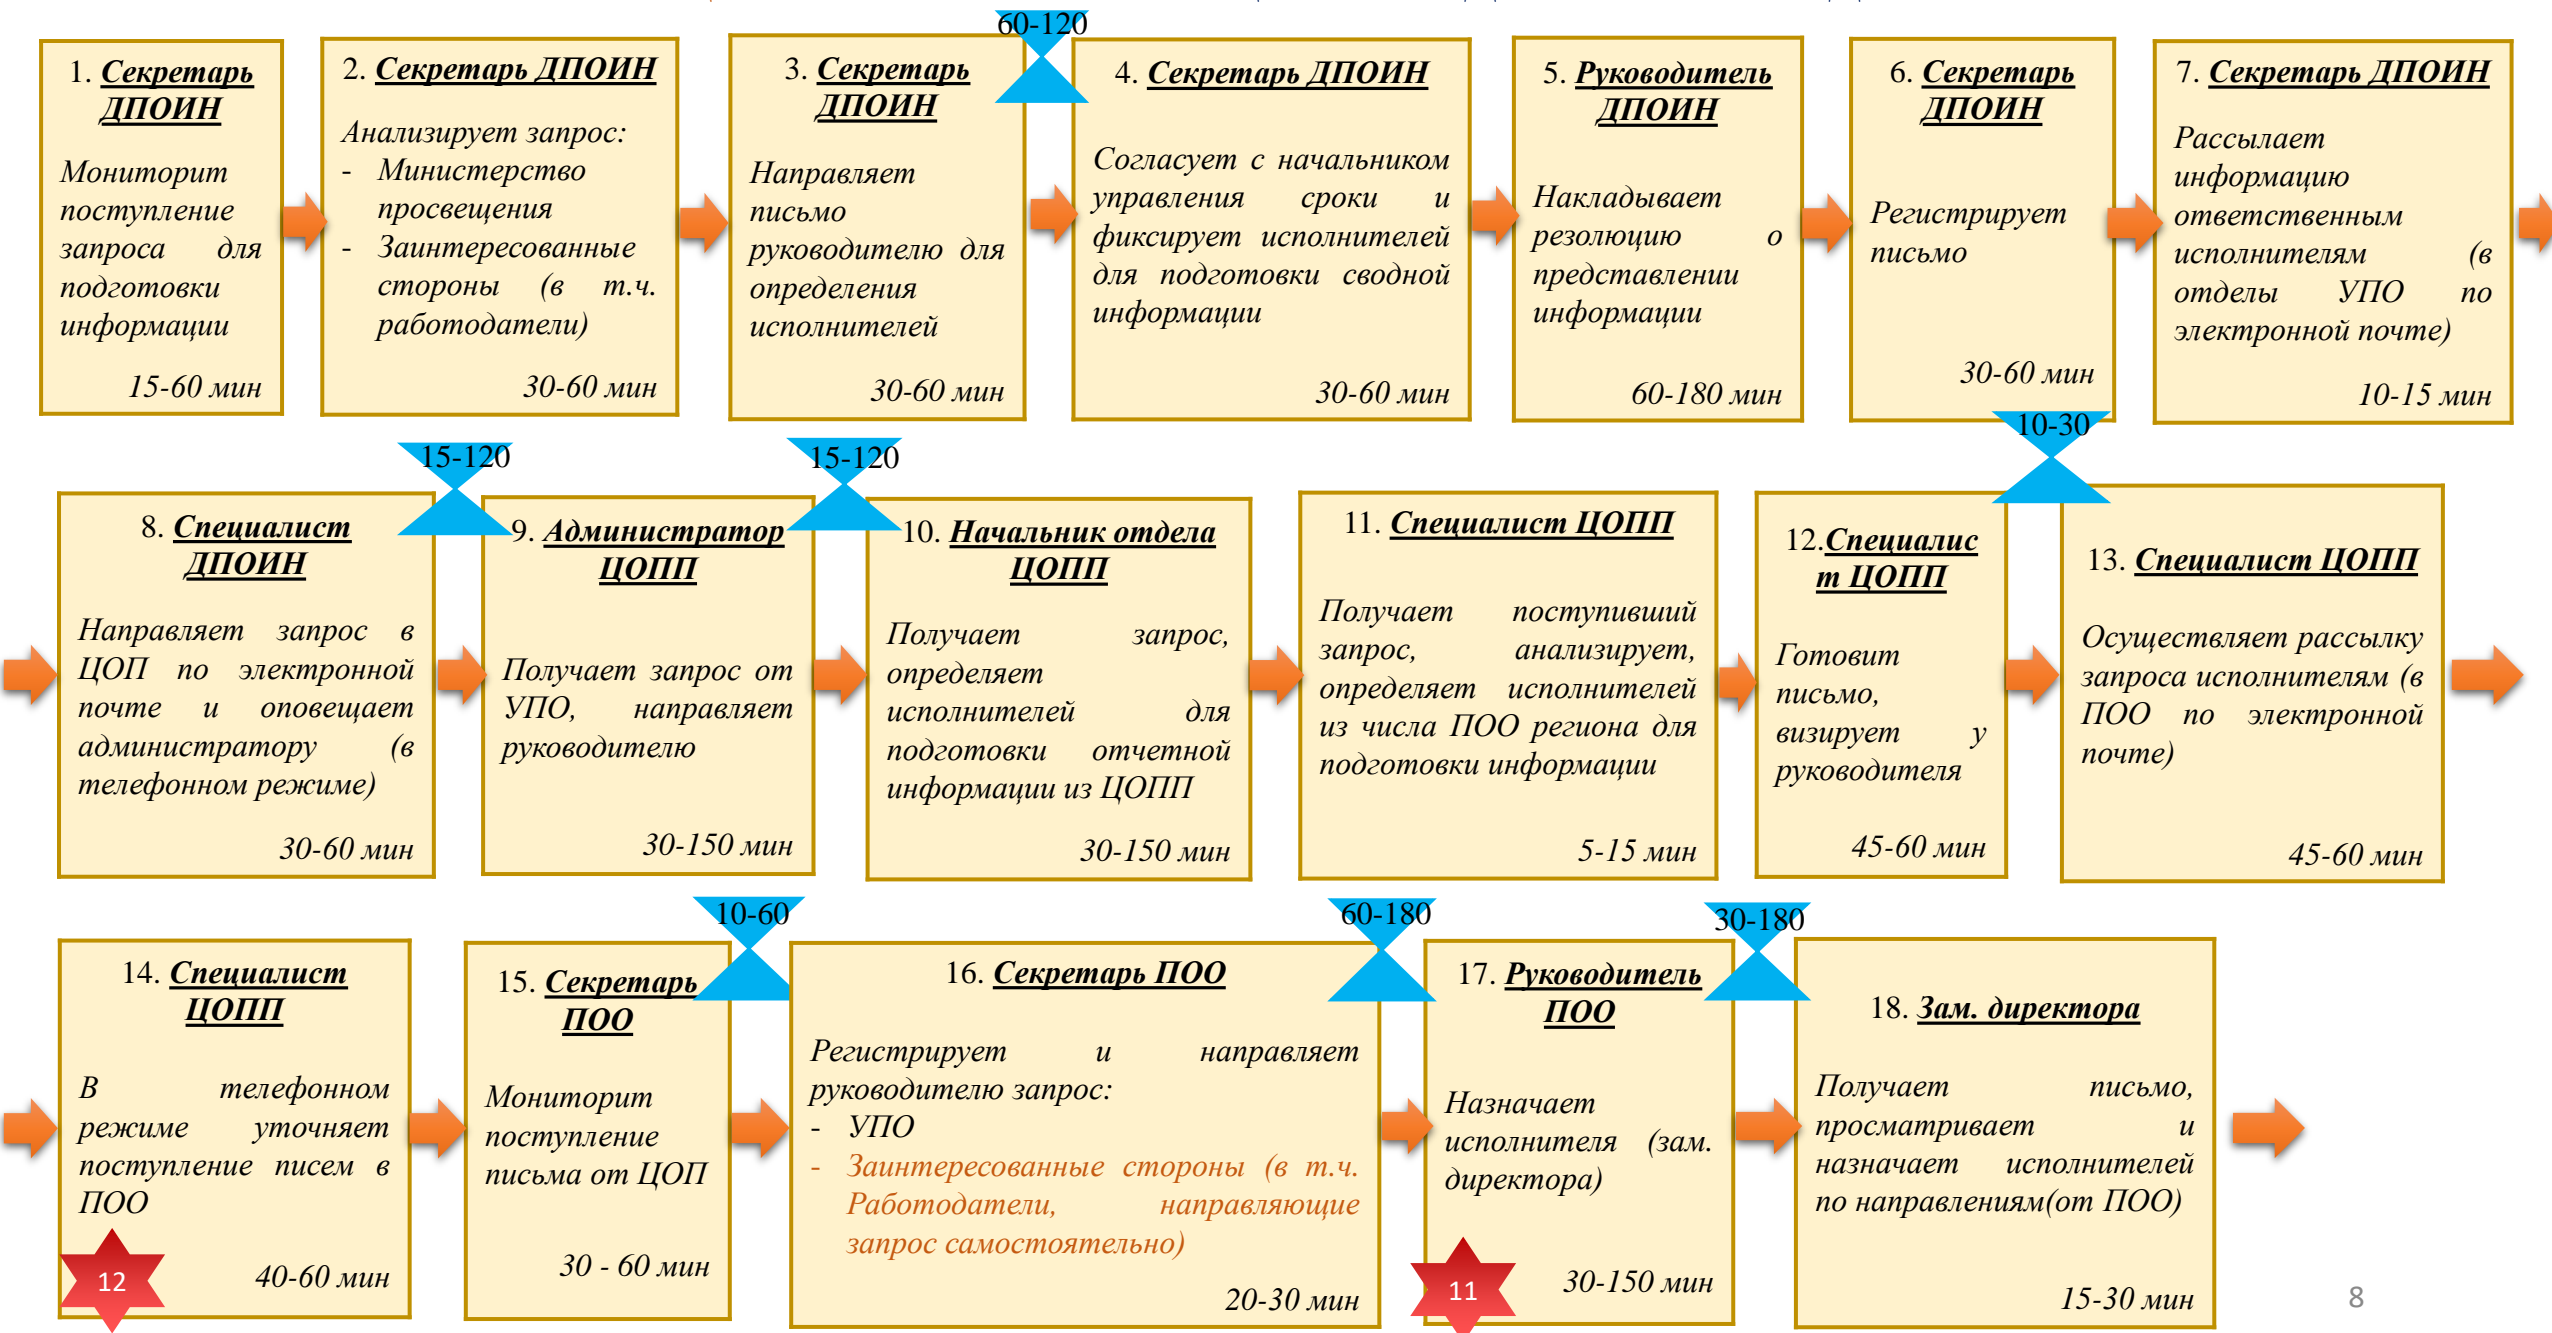 60-120
1. Секретарь
ДПОИН
Мониторит
поступление
запроса для
подготовки
информации
15-60 мин
2. Секретарь ДПОИН
Анализирует запрос:
- Министерство
просвещения
- Заинтересованные
стороны (в т.ч.
работодатели)
30-60 мин
3. Секретарь
ДПОИН
Направляет
письмо
руководителю для
определения
исполнителей
30-60 мин
4. Секретарь ДПОИН
Согласует с начальником
управления сроки и
фиксирует исполнителей
для подготовки сводной
информации
30-60 мин
5. Руководитель
ДПОИН
Накладывает
резолюцию о
представлении
информации
60-180 мин
6. Секретарь
ДПОИН
Регистрирует
письмо
30-60 мин
7. Секретарь ДПОИН
Рассылает
информацию
ответственным
исполнителям (в
отделы УПО по
электронной почте)
10-15 мин
15-120
15-120
10-30
8. Специалист
ДПОИН
Направляет запрос в
ЦОП по электронной
почте и оповещает
администратору (в
телефонном режиме)
30-60 мин
9. Администратор
ЦОПП
Получает запрос от
УПО, направляет
руководителю
30-150 мин
10. Начальник отдела
ЦОПП
Получает запрос,
определяет
исполнителей для
подготовки отчетной
информации из ЦОПП
30-150 мин
11. Специалист ЦОПП
Получает поступивший
запрос, анализирует,
определяет исполнителей
из числа ПОО региона для
подготовки информации
5-15 мин
12.Специалис
т ЦОПП
Готовит
письмо,
визирует у
руководителя
45-60 мин
13. Специалист ЦОПП
Осуществляет рассылку
запроса исполнителям (в
ПОО по электронной
почте)
45-60 мин
10-60
60-180
30-180
14. Специалист
ЦОПП
В телефонном
режиме уточняет
поступление писем в
ПОО
12
40-60 мин
15. Секретарь
ПОО
Мониторит
поступление
письма от ЦОП
30 - 60 мин
16. Секретарь ПОО
Регистрирует и направляет
руководителю запрос:
- УПО
- Заинтересованные стороны (в т.ч.
Работодатели, направляющие
запрос самостоятельно)
20-30 мин
17. Руководитель
ПОО
Назначает
исполнителя (зам.
директора)
11
30-150 мин
18. Зам. директора
Получает письмо,
просматривает и
назначает исполнителей
по направлениям(от ПОО)
15-30 мин
8